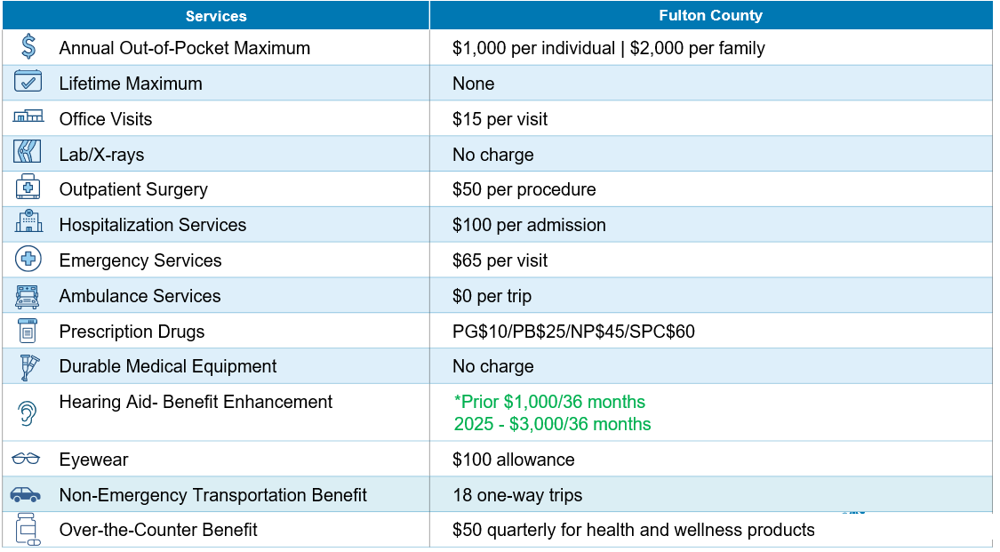 Services Fulton County
Annual Out-of-Pocket Maximum $1,000 per individual | $2,000 per family
Lifetime Maximum None
Office Visits $15 per visit
Lab/X-rays No charge
Outpatient Surgery $50 per procedure
Hospitalization Services $100 per admission
Emergency Services $65 per visit
Ambulance Services $0 per trip
Prescription Drugs PG$10/PB$25/NP$45/SPC$60
Durable Medical Equipment No charge
Hearing Aid- Benefit Enhancement *Prior $1,000/36 months
2025 - $3,000/36 months
Eyewear $100 allowance
Non-Emergency Transportation Benefit 18 one-way trips
Over-the-Counter Benefit $50 quarterly for health and wellness products